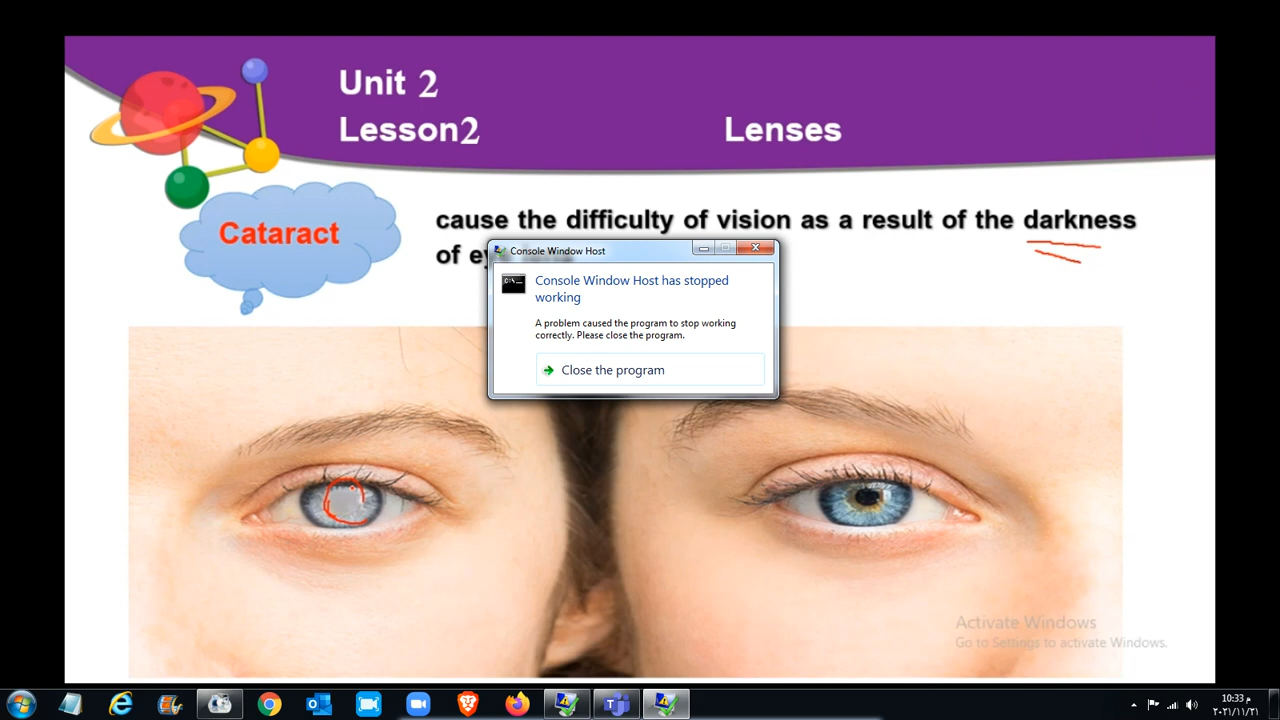 Unit 2
Lesson2 Lenses
Cataract
cause the difficulty of vision as a result of the darkness
of
Console Window Host
Console Window Host has stopped
working
A problem caused the program to stop working
correctly. Please close the program.
Close the program
Activate Windows
Go to Settings to activate Windows.
10:33 م
٢٠٢١/١١/٢١